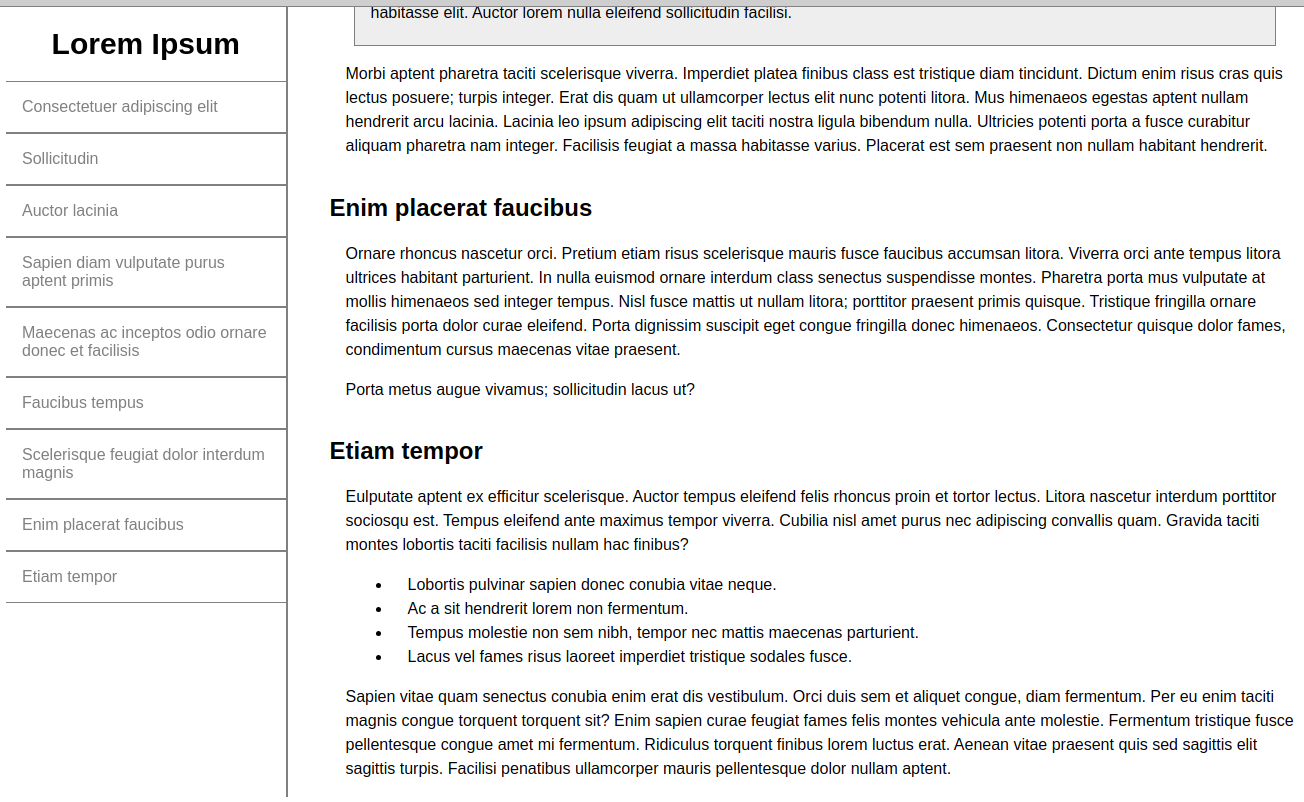 Lorem Ipsum
Consectetuer adipiscing elit
Sollicitudin
Auctor lacinia
Sapien diam vulputate purus
aptent primis
Maecenas ac inceptos odio ornare
donec et facilisis
Faucibus tempus
Scelerisque feugiat dolor interdum
magnis
Enim placerat faucibus
Etiam tempor
habitasse elit. Auctor lorem nulla eleifend sollicitudin facilisi.
Morbi aptent pharetra taciti scelerisque viverra. Imperdiet platea finibus class est tristique diam tincidunt. Dictum enim risus cras quis
lectus posuere; turpis integer. Erat dis quam ut ullamcorper lectus elit nunc potenti litora. Mus himenaeos egestas aptent nullam
hendrerit arcu lacinia. Lacinia leo ipsum adipiscing elit taciti nostra ligula bibendum nulla. Ultricies potenti porta a fusce curabitur
aliquam pharetra nam integer. Facilisis feugiat a massa habitasse varius. Placerat est sem praesent non nullam habitant hendrerit.
Enim placerat faucibus
Ornare rhoncus nascetur orci. Pretium etiam risus scelerisque mauris fusce faucibus accumsan litora. Viverra orci ante tempus litora
ultrices habitant parturient. In nulla euismod ornare interdum class senectus suspendisse montes. Pharetra porta mus vulputate at
mollis himenaeos sed integer tempus. Nisl fusce mattis ut nullam litora; porttitor praesent primis quisque. Tristique fringilla ornare
facilisis porta dolor curae eleifend. Porta dignissim suscipit eget congue fringilla donec himenaeos. Consectetur quisque dolor fames,
condimentum cursus maecenas vitae praesent.
Porta metus augue vivamus; sollicitudin lacus ut?
Etiam tempor
Eulputate aptent ex efficitur scelerisque. Auctor tempus eleifend felis rhoncus proin et tortor lectus. Litora nascetur interdum porttitor
sociosqu est. Tempus eleifend ante maximus tempor viverra. Cubilia nisl amet purus nec adipiscing convallis quam. Gravida taciti
montes lobortis taciti facilisis nullam hac finibus?
• Lobortis pulvinar sapien donec conubia vitae neque.
• Ac a sit hendrerit lorem non fermentum.
• Tempus molestie non sem nibh, tempor nec mattis maecenas parturient.
• Lacus vel fames risus laoreet imperdiet tristique sodales fusce.
Sapien vitae quam senectus conubia enim erat dis vestibulum. Orci duis sem et aliquet congue, diam fermentum. Per eu enim taciti
magnis congue torquent torquent sit? Enim sapien curae feugiat fames felis montes vehicula ante molestie. Fermentum tristique fusce
pellentesque congue amet mi fermentum. Ridiculus torquent finibus lorem luctus erat. Aenean vitae praesent quis sed sagittis elit
sagittis turpis. Facilisi penatibus ullamcorper mauris pellentesque dolor nullam aptent.